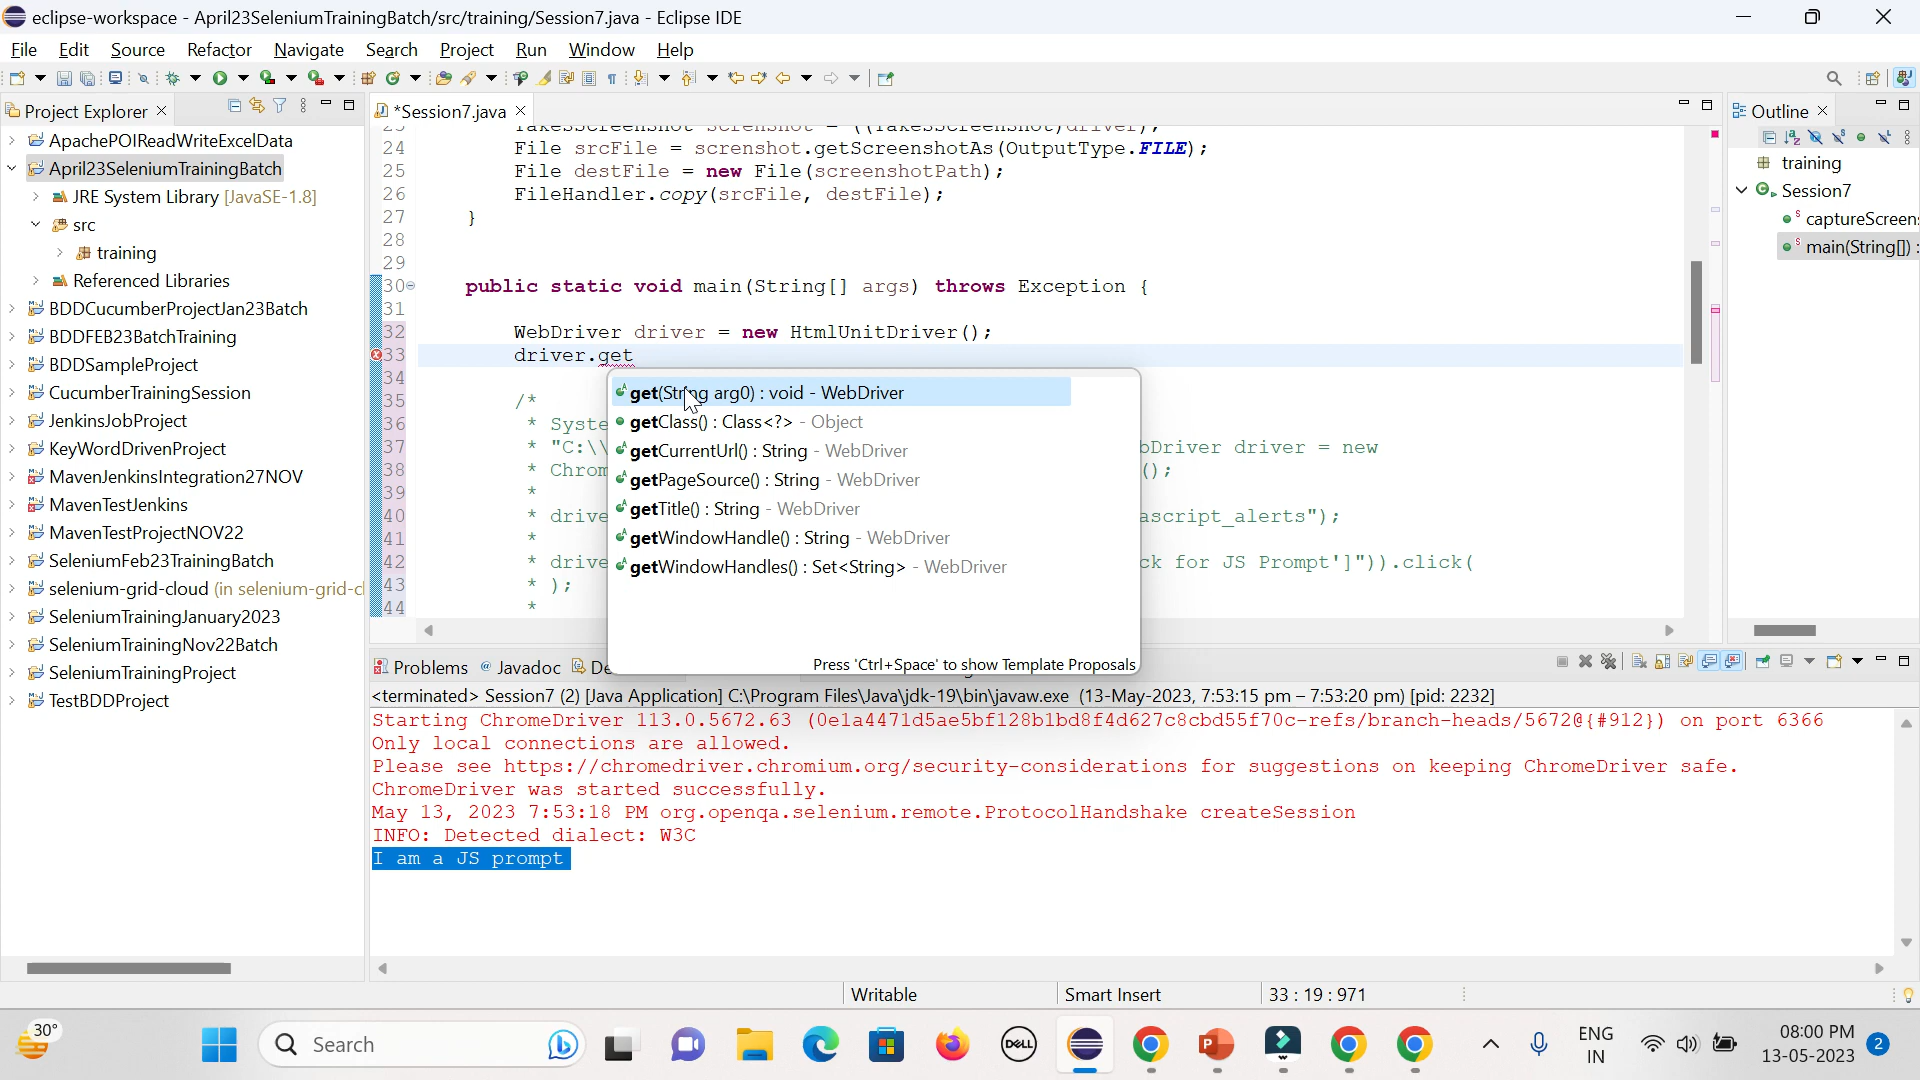 eclipse-workspace - April23SeleniumTrainingBatch/src/training/Session7.java - Eclipse IDE
File Edit Source Refactor Navigate Search Project Run Window Help
Project Explorer
ApachePOIReadWriteExcelData
April23SeleniumTrainingBatch
JRE System Library [JavaSE-1.8]
src
training
Referenced Libraries
BDDCucumberProjectJan23Batch
BDDFEB23BatchTraining
BDDSampleProject
CucumberTrainingSession
JenkinsJobProject
KeyWordDrivenProject
MavenJenkinsIntegration27NOV
MavenTestJenkins
MavenTestProjectNOV22
SeleniumFeb23TrainingBatch
selenium-grid-cloud (in selenium-grid-cl
SeleniumTrainingJanuary2023
SeleniumTrainingNov22Batch
SeleniumTrainingProject
TestBDDProject
*Session7.java
24 File srcFile = screnshot.getScreenshotAs(OutputType.FILE);
25 File destFile = new File(screenshotPath);
26 FileHandler.copy(srcFile, destFile);
27 }
28
29
30 public static void main(String[] args) throws Exception {
31
32 WebDriver driver = new HtmlUnitDriver();
33 driver.get
34
35 /*
36 * Syste
37 * "C:\\ bDriver driver = new
38 * Chrom ();
39 *
40 * drive ascript_alerts");
41 *
42 * drive ck for JS Prompt']")).click(
43 * );
44 *
get(String arg0) : void - WebDriver
getClass() : Class<?> - Object
getCurrentUrl() : String - WebDriver
getPageSource() : String - WebDriver
getTitle() : String - WebDriver
getWindowHandle() : String - WebDriver
getWindowHandles() : Set<String> - WebDriver
Press 'Ctrl+Space' to show Template Proposals
Outline
training
Session7
captureScreens
main(String[]) :
Problems Javadoc De
<terminated> Session7 (2) [Java Application] C:\Program Files\Java\jdk-19\bin\javaw.exe (13-May-2023, 7:53:15 pm – 7:53:20 pm) [pid: 2232]
Starting ChromeDriver 113.0.5672.63 (0e1a4471d5ae5bf128b1bd8f4d627c8cbd55f70c-refs/branch-heads/5672@{#912}) on port 6366
Only local connections are allowed.
Please see https://chromedriver.chromium.org/security-considerations for suggestions on keeping ChromeDriver safe.
ChromeDriver was started successfully.
May 13, 2023 7:53:18 PM org.openqa.selenium.remote.ProtocolHandshake createSession
INFO: Detected dialect: W3C
I am a JS prompt
Writable Smart Insert 33 : 19 : 971
30° Search DELL ENG 08:00 PM
IN 13-05-2023 2